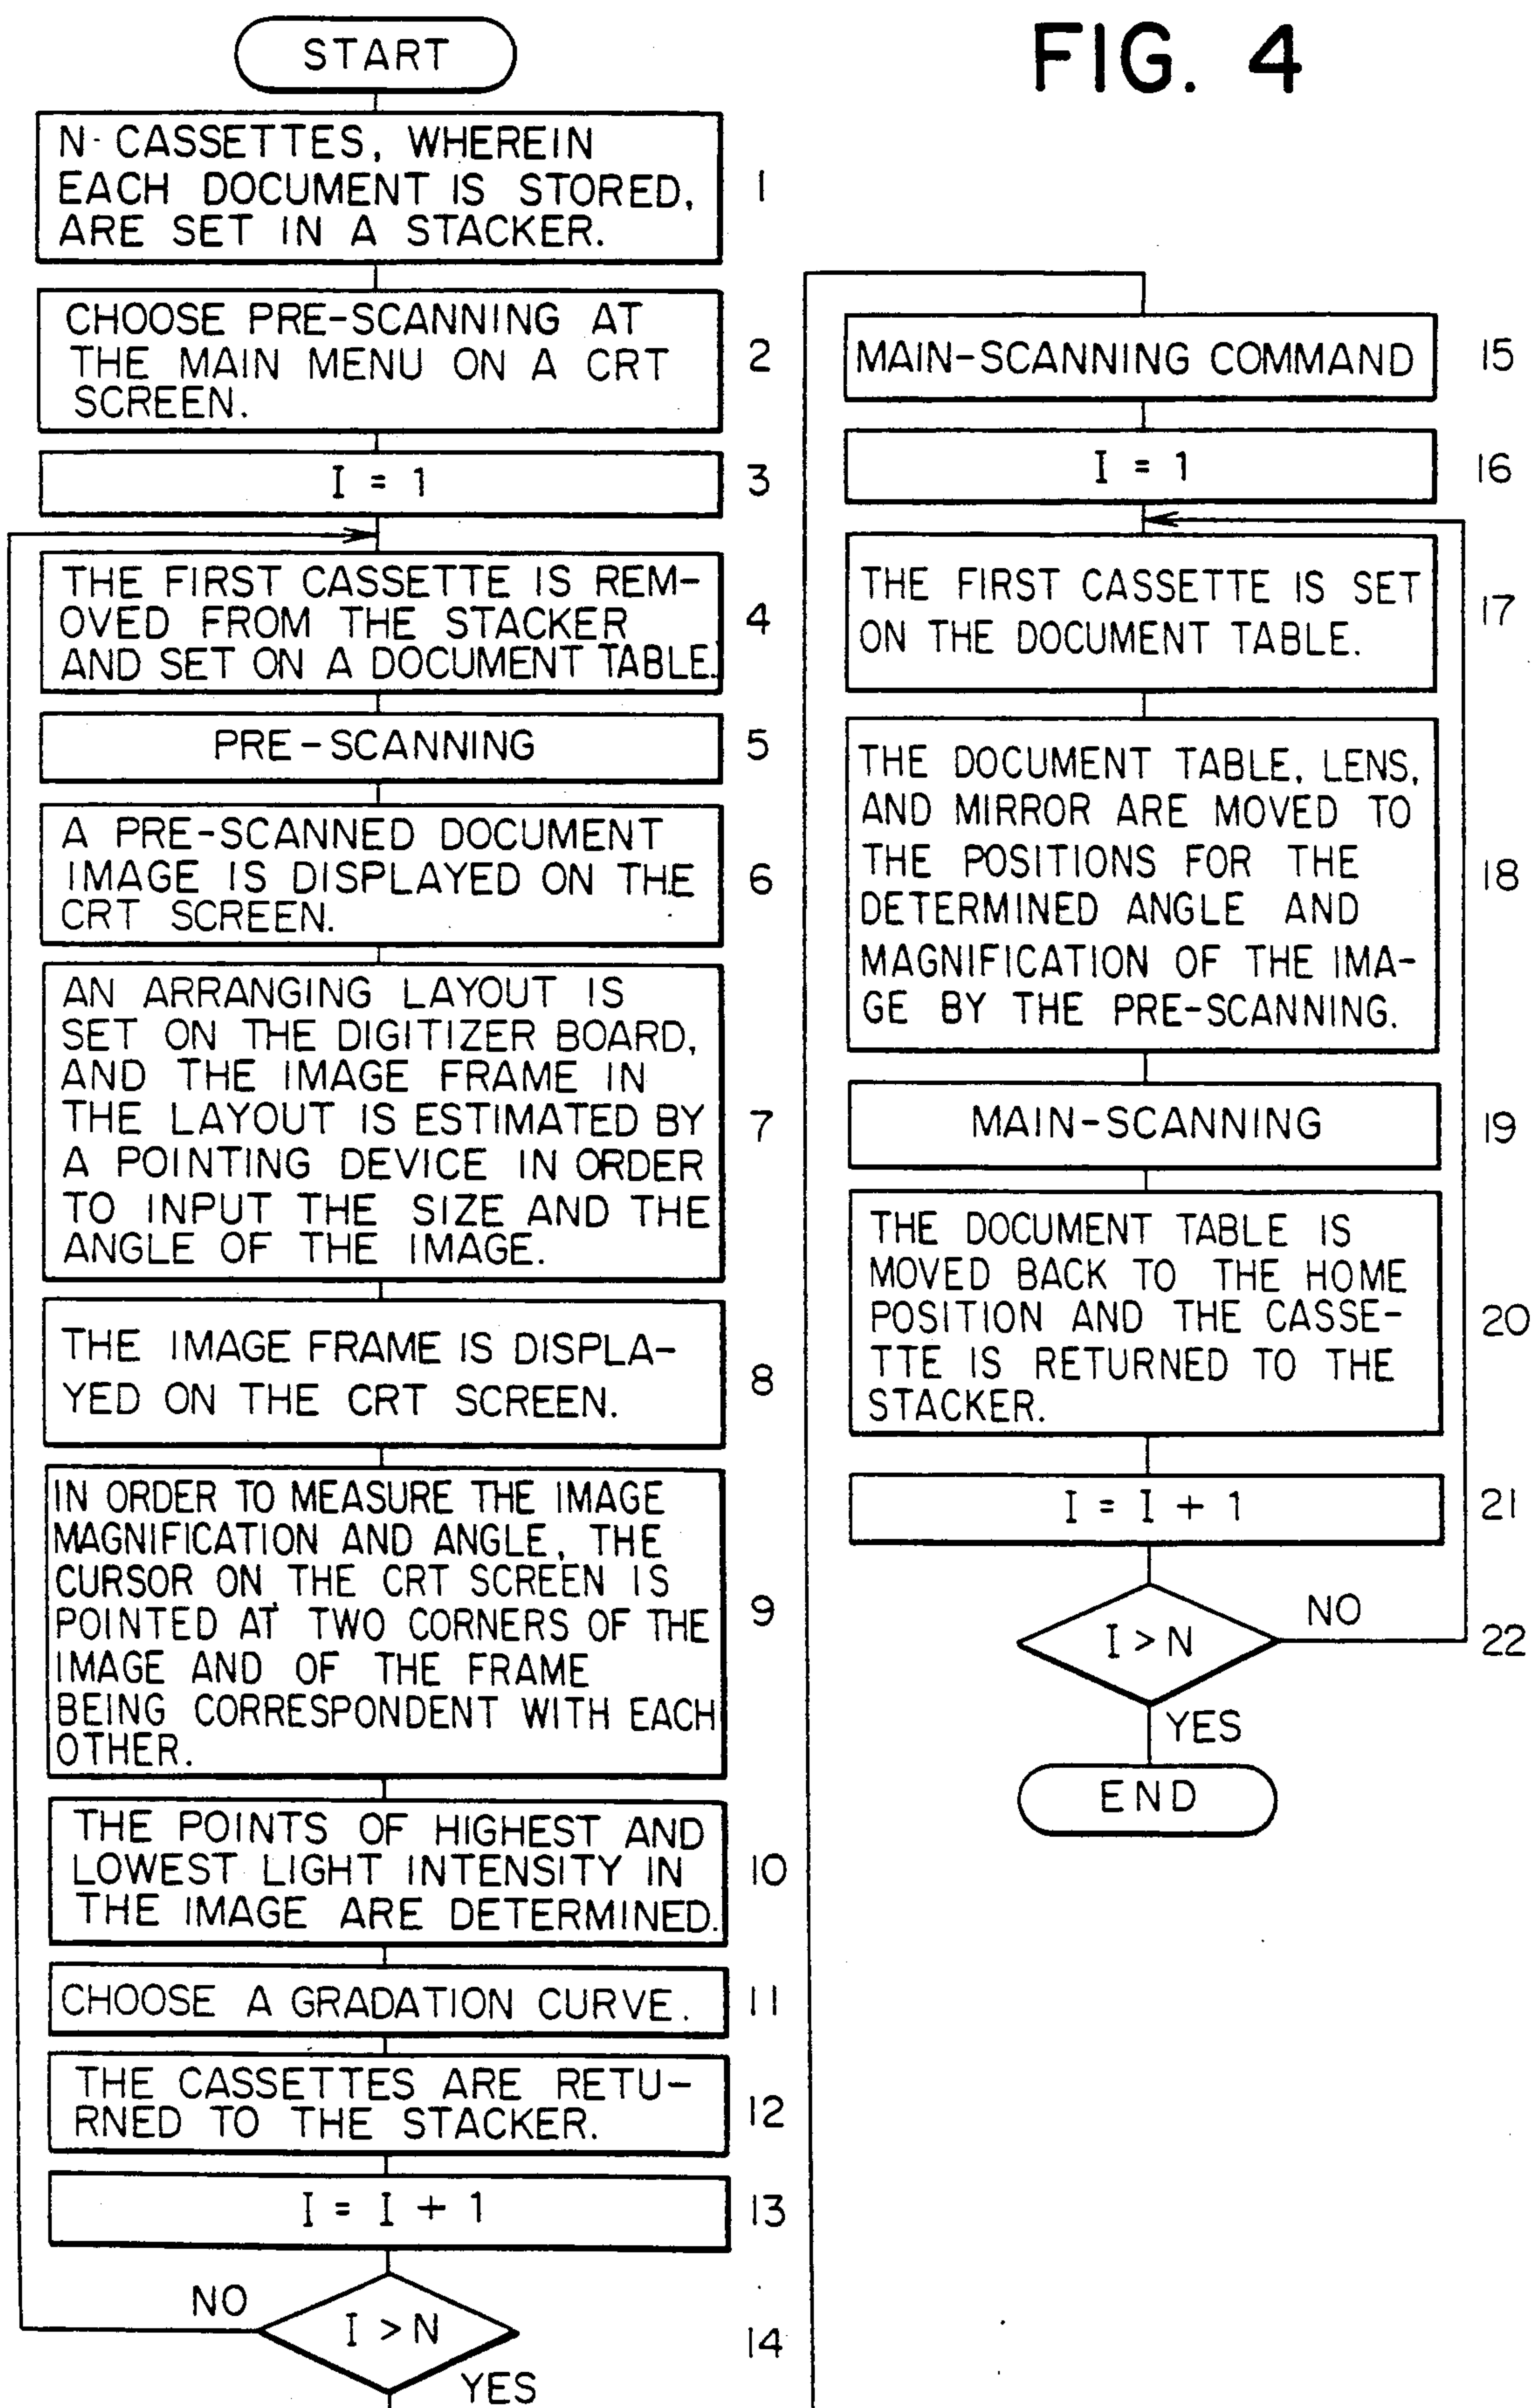 FIG. 4
START
N-CASSETTES, WHEREIN
EACH DOCUMENT IS STORED,
ARE SET IN A STACKER.
1
CHOOSE PRE-SCANNING AT
THE MAIN MENU ON A CRT
SCREEN.
2
I = 1
3
THE FIRST CASSETTE IS REM-
OVED FROM THE STACKER
AND SET ON A DOCUMENT TABLE.
4
PRE-SCANNING
5
A PRE-SCANNED DOCUMENT
IMAGE IS DISPLAYED ON THE
CRT SCREEN.
6
AN ARRANGING LAYOUT IS
SET ON THE DIGITIZER BOARD,
AND THE IMAGE FRAME IN
THE LAYOUT IS ESTIMATED BY
A POINTING DEVICE IN ORDER
TO INPUT THE SIZE AND THE
ANGLE OF THE IMAGE.
7
THE IMAGE FRAME IS DISPLA-
YED ON THE CRT SCREEN.
8
IN ORDER TO MEASURE THE IMAGE
MAGNIFICATION AND ANGLE, THE
CURSOR ON THE CRT SCREEN IS
POINTED AT TWO CORNERS OF THE
IMAGE AND OF THE FRAME
BEING CORRESPONDENT WITH EACH
OTHER.
9
THE POINTS OF HIGHEST AND
LOWEST LIGHT INTENSITY IN
THE IMAGE ARE DETERMINED.
10
CHOOSE A GRADATION CURVE.
11
THE CASSETTES ARE RETU-
RNED TO THE STACKER.
12
I = I + 1
13
NO
I > N
14
YES
MAIN-SCANNING COMMAND
15
I = 1
16
THE FIRST CASSETTE IS SET
ON THE DOCUMENT TABLE.
17
THE DOCUMENT TABLE, LENS,
AND MIRROR ARE MOVED TO
THE POSITIONS FOR THE
DETERMINED ANGLE AND
MAGNIFICATION OF THE IMA-
GE BY THE PRE-SCANNING.
18
MAIN-SCANNING
19
THE DOCUMENT TABLE IS
MOVED BACK TO THE HOME
POSITION AND THE CASSE-
TTE IS RETURNED TO THE
STACKER.
20
I = I + 1
21
I > N
NO
22
YES
END